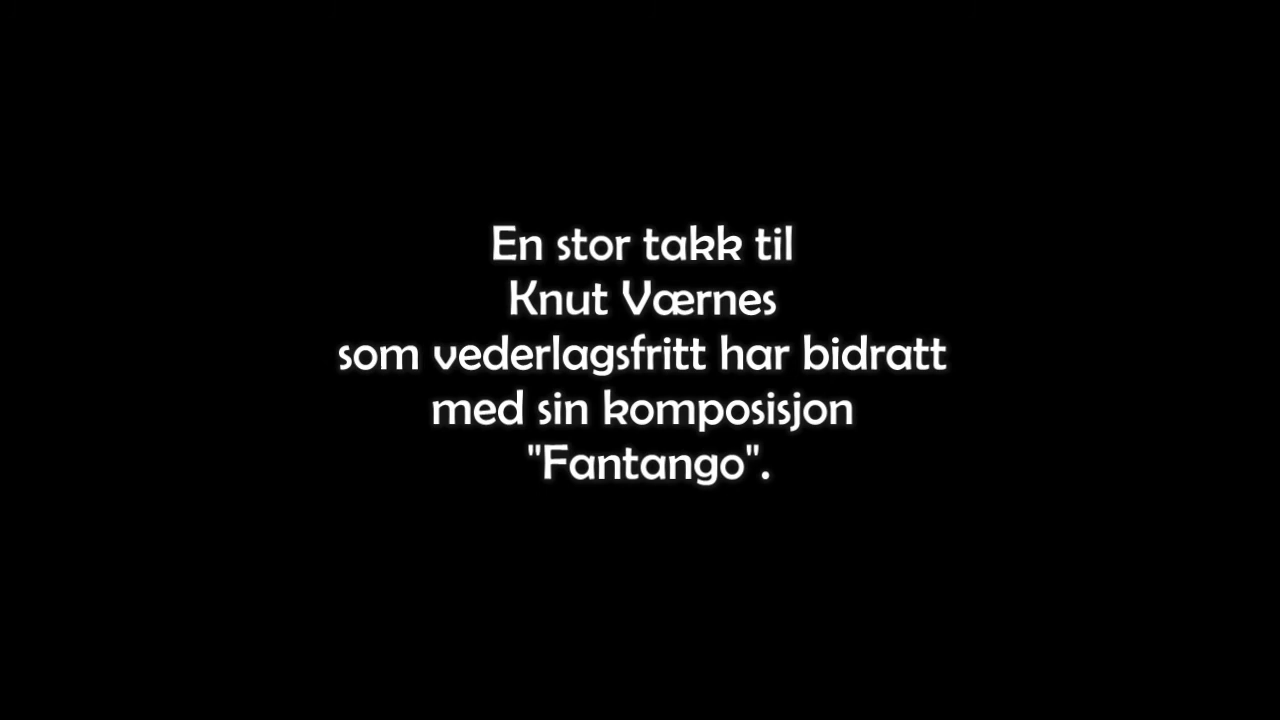 En stor takk til
Knut Værnes
som vederlagsfritt har bidratt
med sin komposisjon
"Fantango".